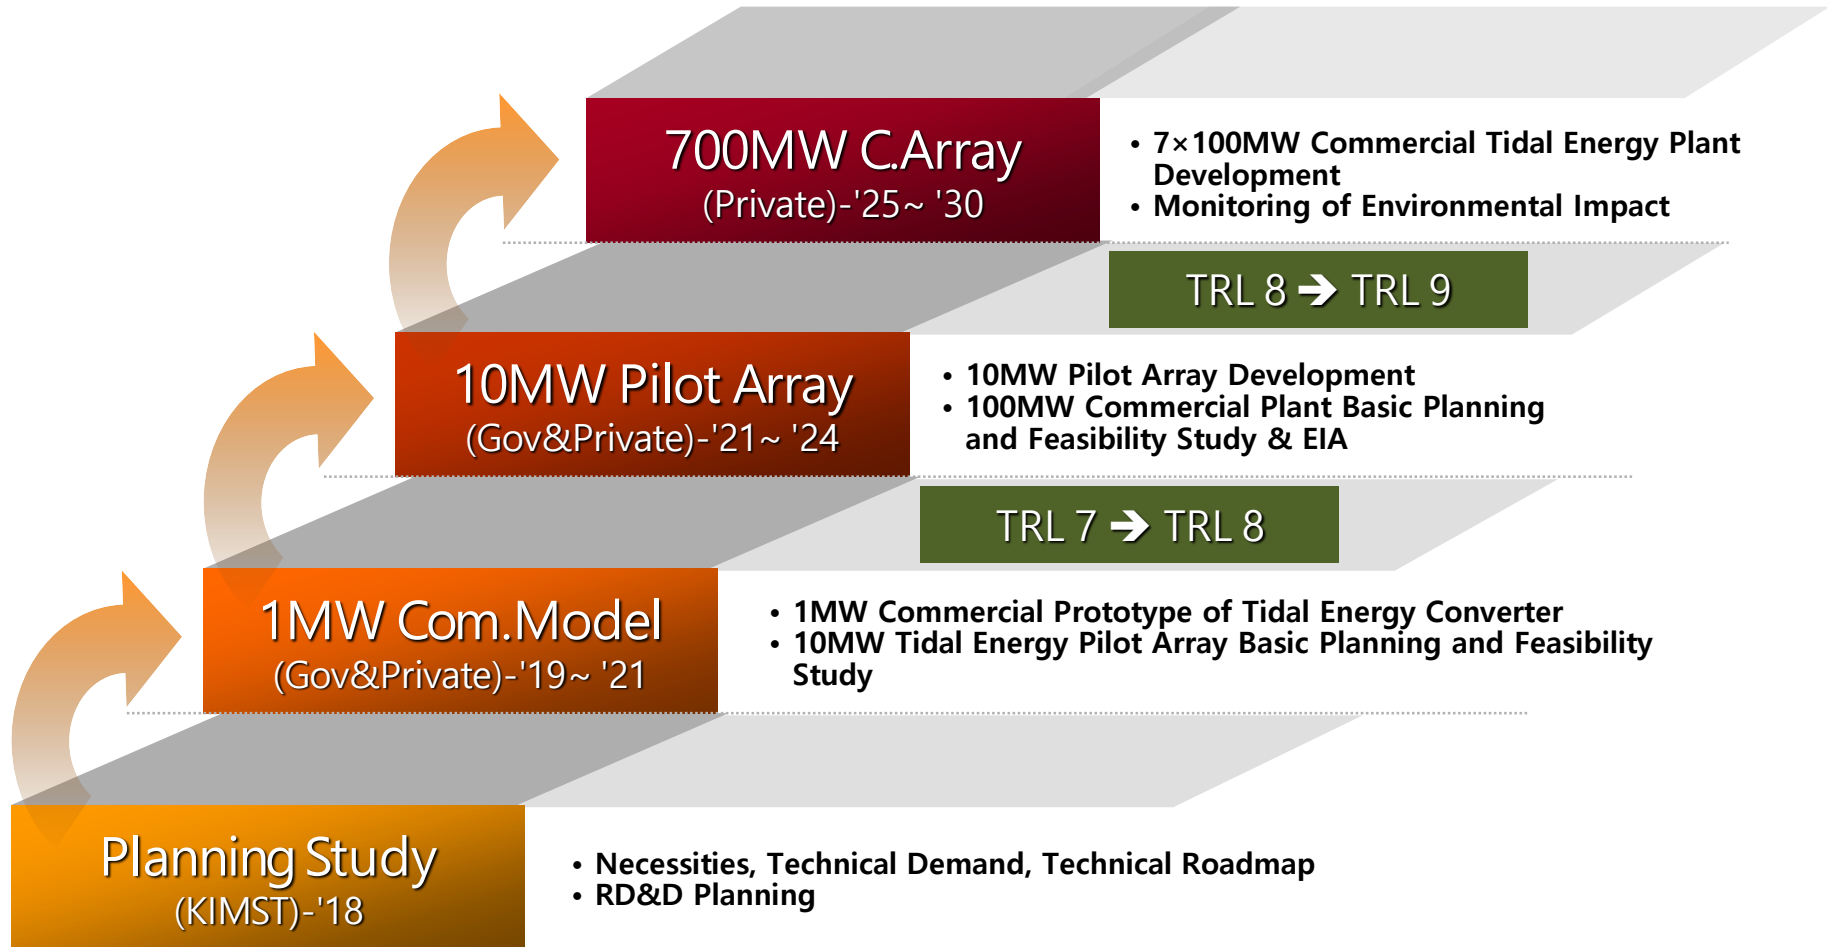 700MW C.Array
(Private)-'25~ '30
• 7×100MW Commercial Tidal Energy Plant
Development
• Monitoring of Environmental Impact
TRL 8 🡺 TRL 9
10MW Pilot Array
(Gov&Private)-'21~ '24
• 10MW Pilot Array Development
• 100MW Commercial Plant Basic Planning
and Feasibility Study & EIA
TRL 7 🡺 TRL 8
1MW Com.Model
(Gov&Private)-'19~ '21
• 1MW Commercial Prototype of Tidal Energy Converter
• 10MW Tidal Energy Pilot Array Basic Planning and Feasibility
Study
Planning Study
(KIMST)-'18
• Necessities, Technical Demand, Technical Roadmap
• RD&D Planning